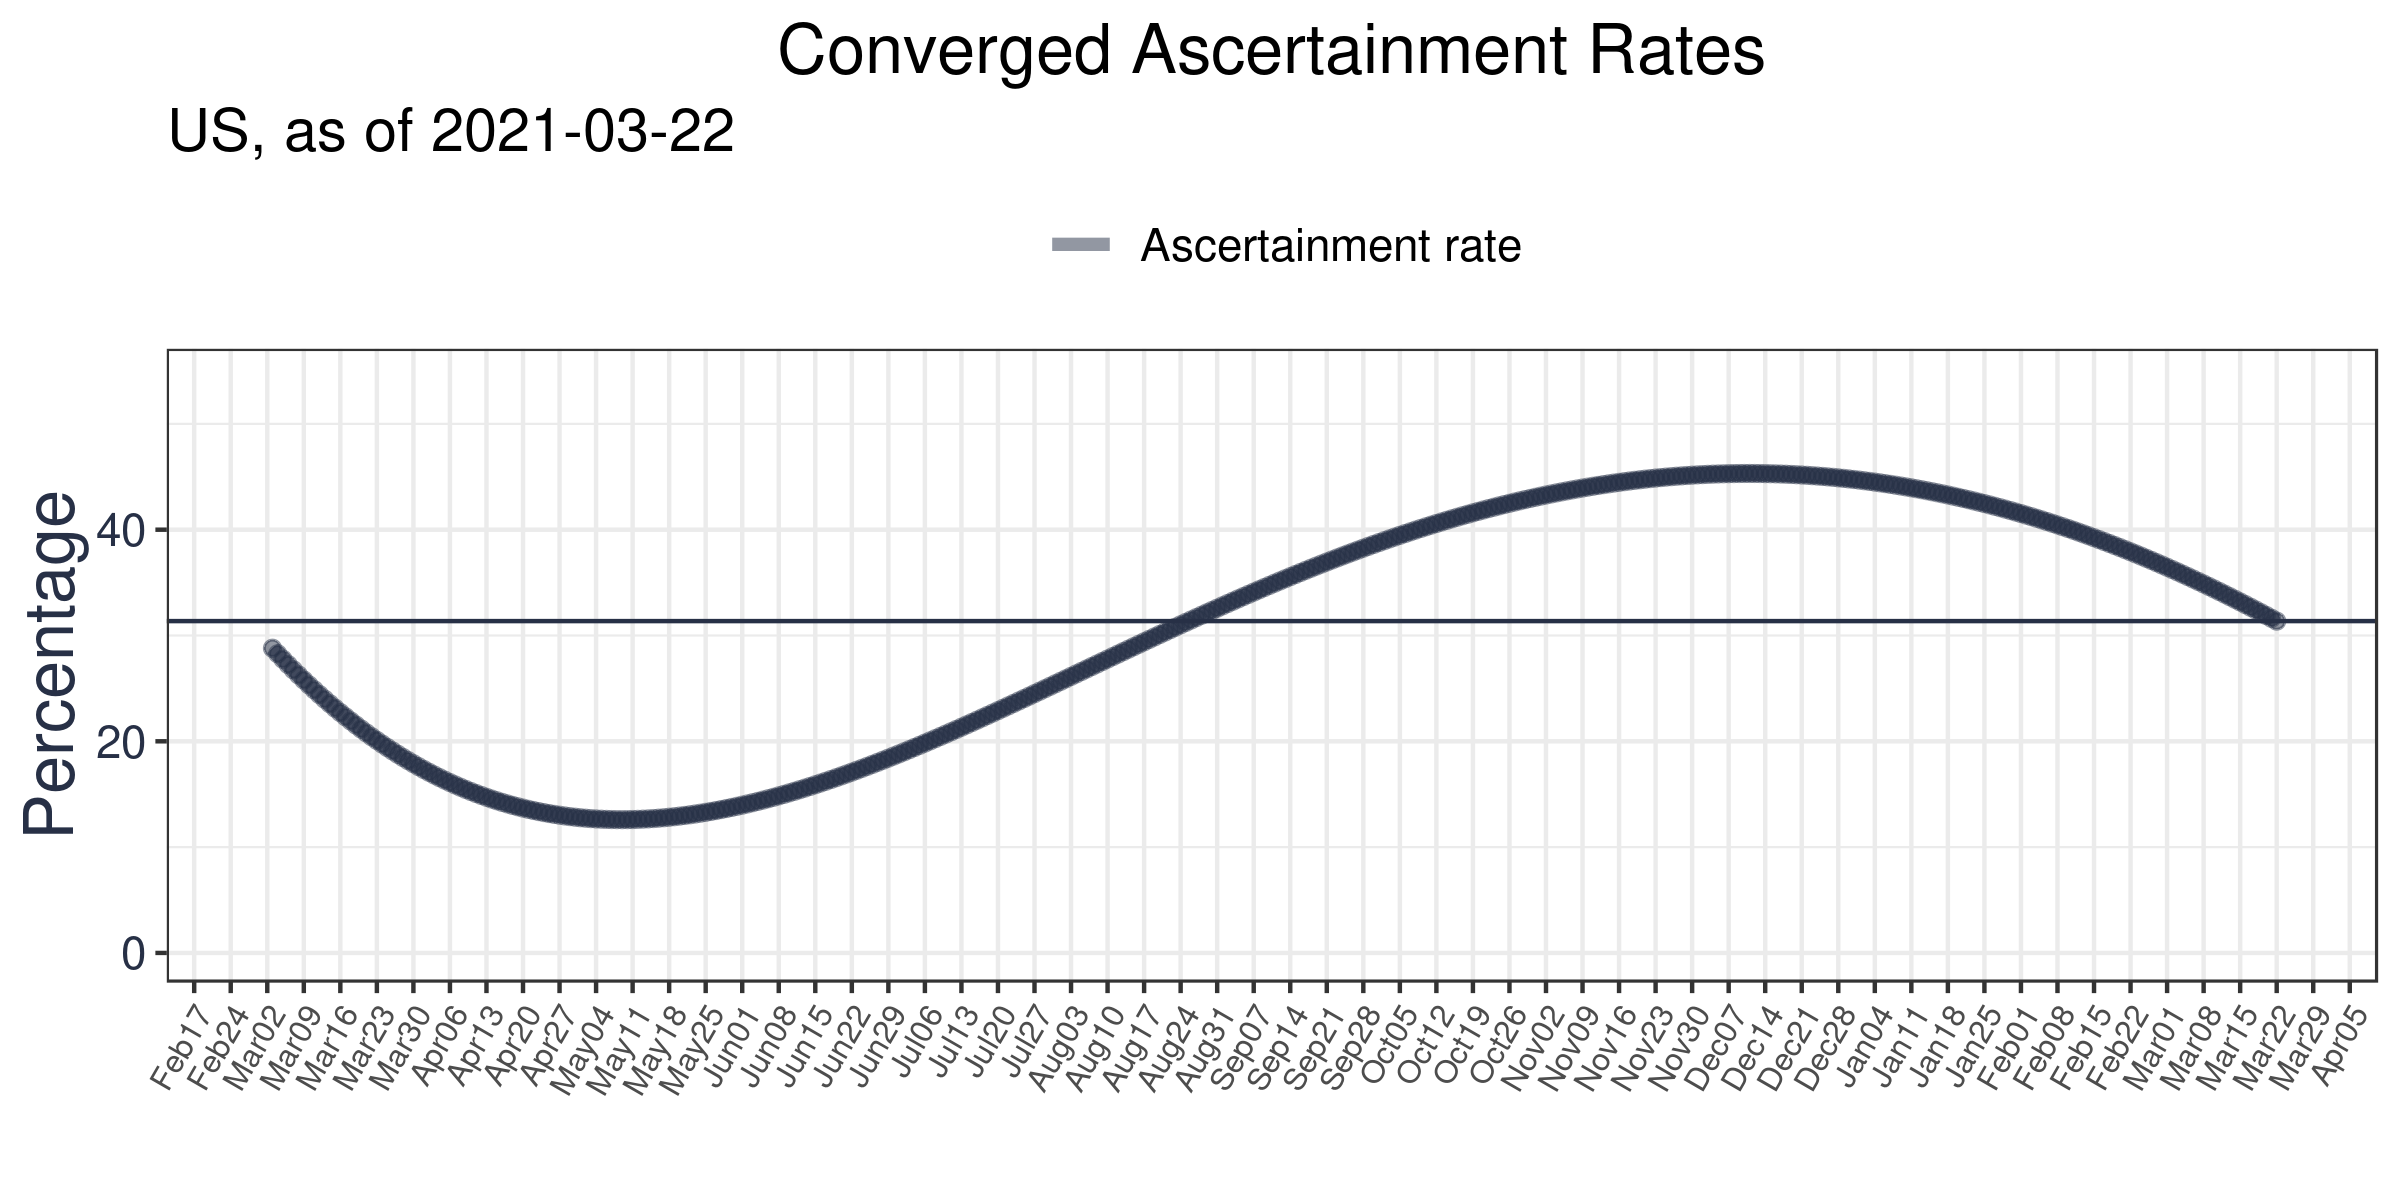 Converged Ascertainment Rates
US, as of 2021-03-22
Ascertainment rate
Percentage
40
20
0
Feb17
Feb24
Mar02
Mar09
Mar16
Mar23
Mar30
Apr06
Apr13
Apr20
Apr27
May04
May11
May18
May25
Jun01
Jun08
Jun15
Jun22
Jun29
Jul06
Jul13
Jul20
Jul27
Aug03
Aug10
Aug17
Aug24
Aug31
Sep07
Sep14
Sep21
Sep28
Oct05
Oct12
Oct19
Oct26
Nov02
Nov09
Nov16
Nov23
Nov30
Dec07
Dec14
Dec21
Dec28
Jan04
Jan11
Jan18
Jan25
Feb01
Feb08
Feb15
Feb22
Mar01
Mar08
Mar15
Mar22
Mar29
Apr05